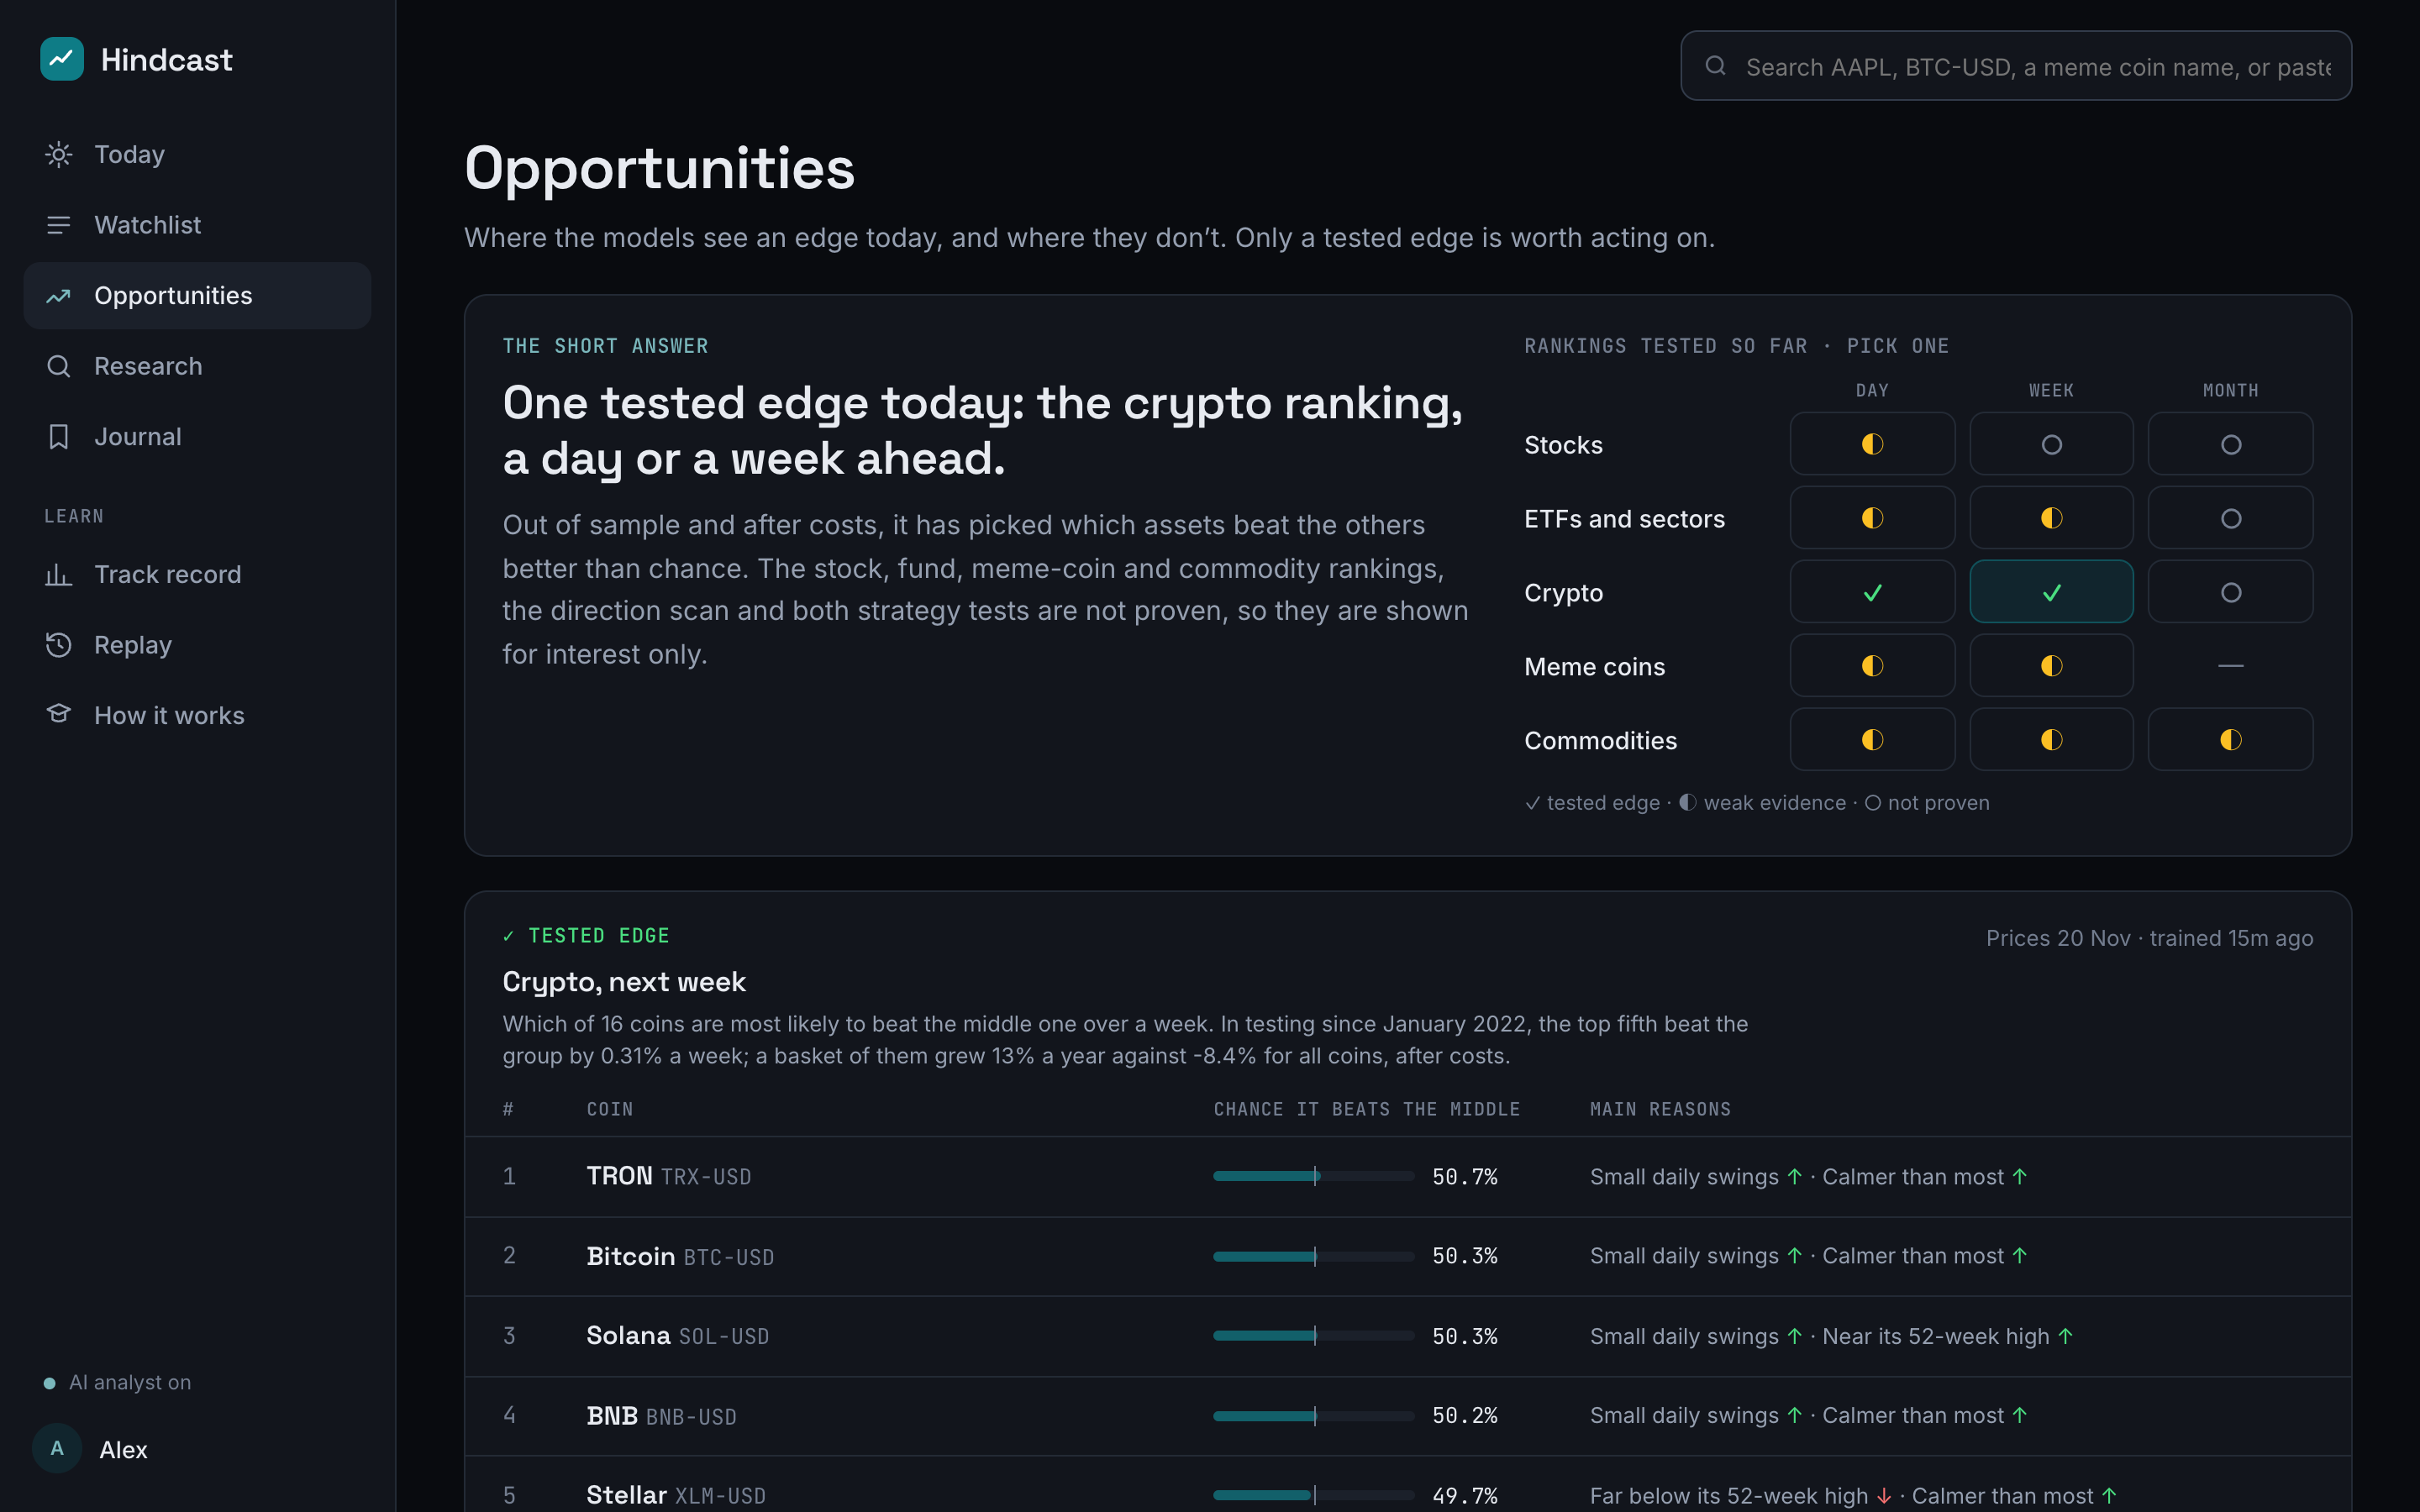 Hindcast
Search AAPL, BTC-USD, a meme coin name, or paste
Today
Watchlist
Opportunities
Research
Journal
LEARN
Track record
Replay
How it works
AI analyst on
A Alex
Opportunities
Where the models see an edge today, and where they don’t. Only a tested edge is worth acting on.
THE SHORT ANSWER
One tested edge today: the crypto ranking,
a day or a week ahead.
Out of sample and after costs, it has picked which assets beat the others
better than chance. The stock, fund, meme-coin and commodity rankings,
the direction scan and both strategy tests are not proven, so they are shown
for interest only.
RANKINGS TESTED SO FAR · PICK ONE
DAY WEEK MONTH
Stocks ◐ ○ ○
ETFs and sectors ◐ ◐ ○
Crypto ✓ ✓ ○
Meme coins ◐ ◐ —
Commodities ◐ ◐ ◐
✓ tested edge · ◐ weak evidence · ○ not proven
✓ TESTED EDGE
Prices 20 Nov · trained 15m ago
Crypto, next week
Which of 16 coins are most likely to beat the middle one over a week. In testing since January 2022, the top fifth beat the
group by 0.31% a week; a basket of them grew 13% a year against -8.4% for all coins, after costs.
# COIN CHANCE IT BEATS THE MIDDLE MAIN REASONS
1 TRON TRX-USD 50.7% Small daily swings ↑ · Calmer than most ↑
2 Bitcoin BTC-USD 50.3% Small daily swings ↑ · Calmer than most ↑
3 Solana SOL-USD 50.3% Small daily swings ↑ · Near its 52-week high ↑
4 BNB BNB-USD 50.2% Small daily swings ↑ · Calmer than most ↑
5 Stellar XLM-USD 49.7% Far below its 52-week high ↓ · Calmer than most ↑